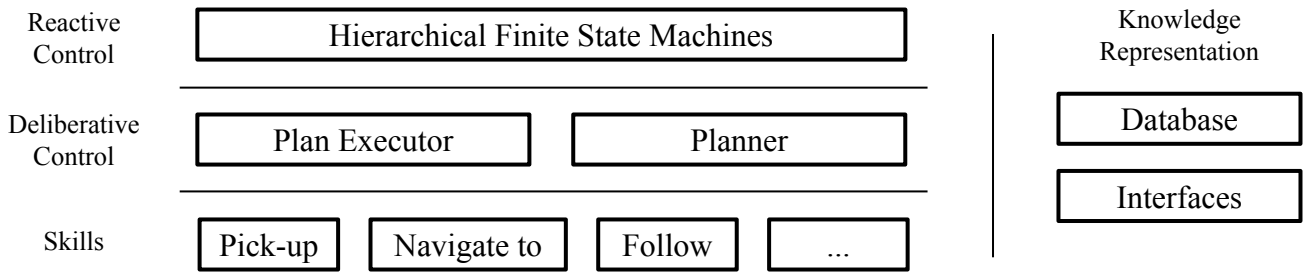 Reactive
Control
Hierarchical Finite State Machines
Deliberative
Control
Plan Executor
Planner
Skills
Pick-up
Navigate to
Follow
...
Knowledge
Representation
Database
Interfaces